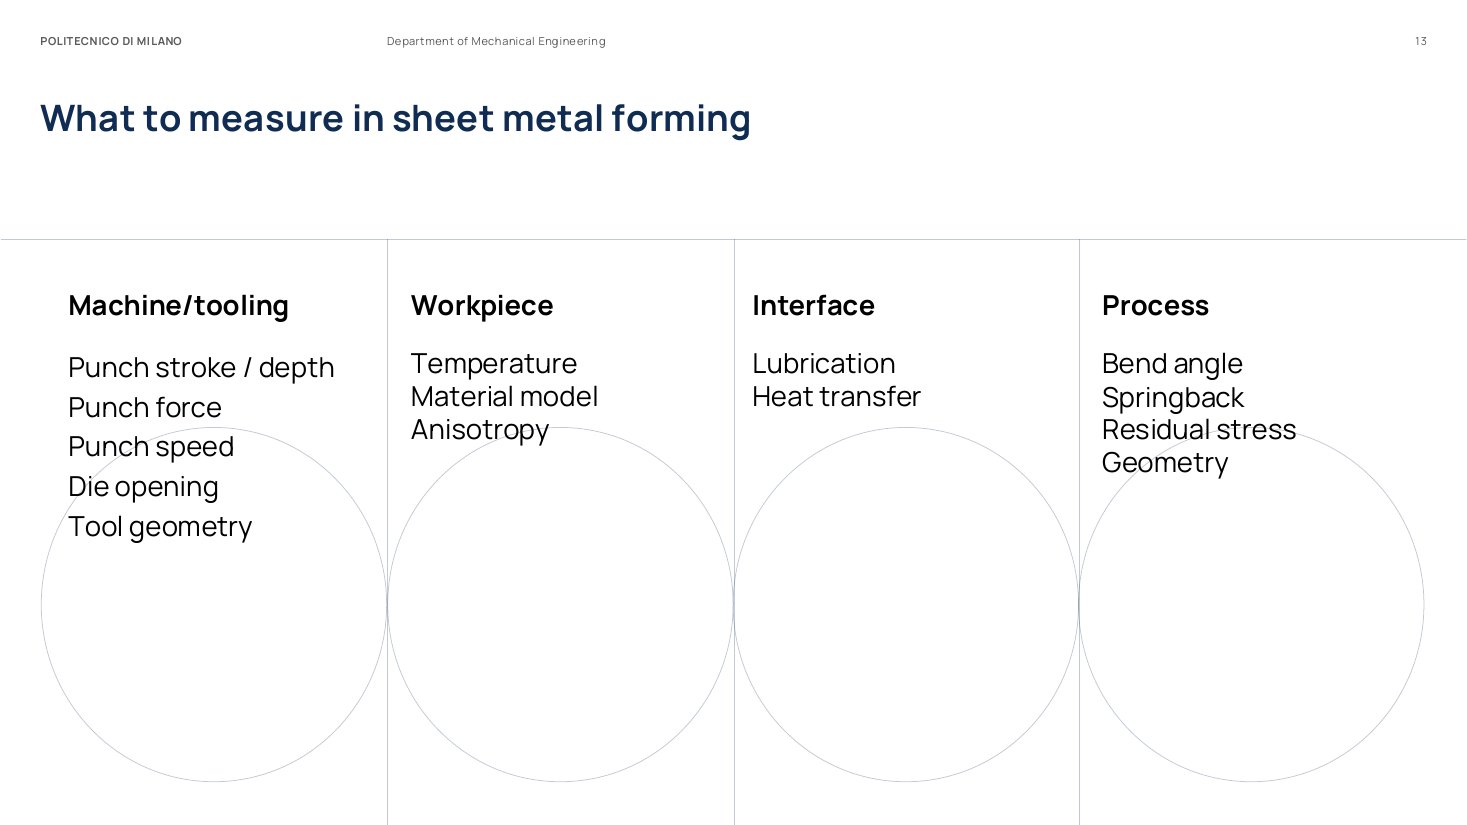 POLITECNICO DI MILANO
Department of Mechanical Engineering
13
What to measure in sheet metal forming
Machine/tooling
Punch stroke / depth
Punch force
Punch speed
Die opening
Tool geometry
Workpiece
Temperature
Material model
Anisotropy
Interface
Lubrication
Heat transfer
Process
Bend angle
Springback
Residual stress
Geometry